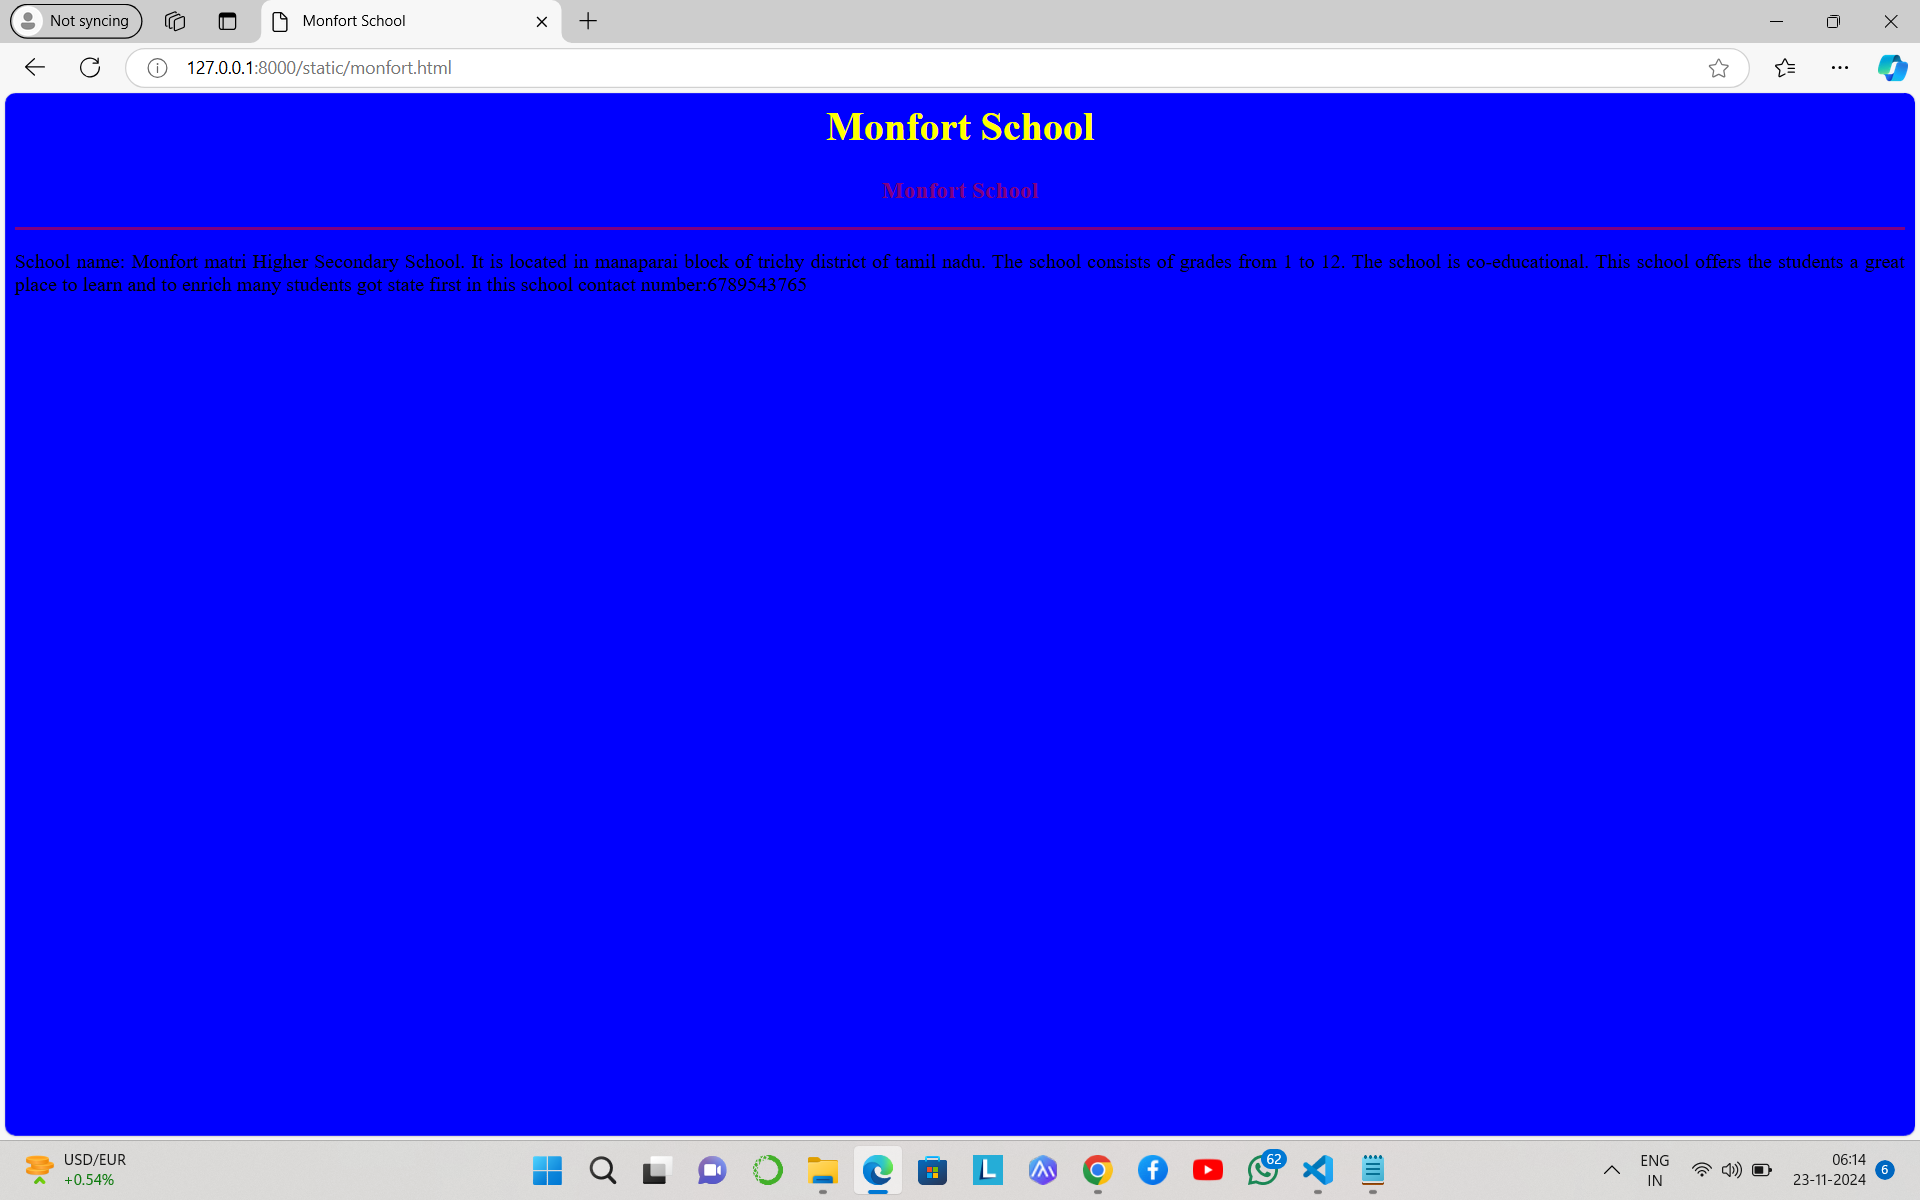 Not syncing
Monfort School
127.0.0.1:8000/static/monfort.html
Monfort School
Monfort School
School name: Monfort matri Higher Secondary School. It is located in manaparai block of trichy district of tamil nadu. The school consists of grades from 1 to 12. The school is co-educational. This school offers the students a great
place to learn and to enrich many students got state first in this school contact number:6789543765
USD/EUR
+0.54%
L
62
ENG
IN
06:14
23-11-2024
6